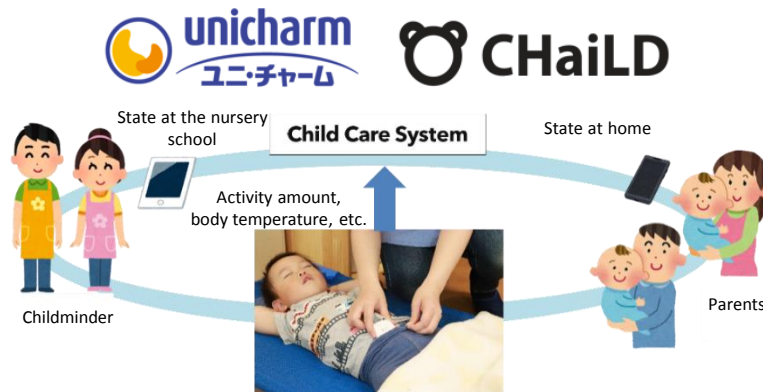 unicharm
ユニ・チャーム
CHaiLD
State at the nursery
school
Child Care System
State at home
Activity amount,
body temperature, etc.
Childminder
Parents